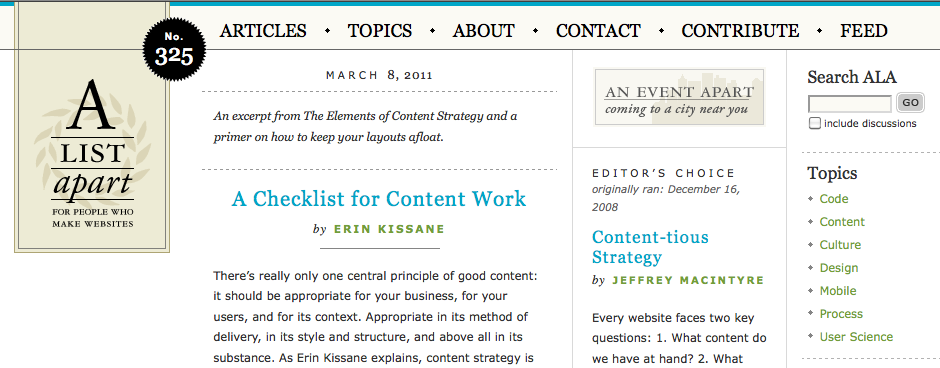 No.
325
ARTICLES • TOPICS • ABOUT • CONTACT • CONTRIBUTE • FEED
A
LIST
apart
FOR PEOPLE WHO
MAKE WEBSITES
MARCH 8, 2011
An excerpt from The Elements of Content Strategy and a
primer on how to keep your layouts afloat.
A Checklist for Content Work
by ERIN KISSANE
There’s really only one central principle of good content:
it should be appropriate for your business, for your
users, and for its context. Appropriate in its method of
delivery, in its style and structure, and above all in its
substance. As Erin Kissane explains, content strategy is
AN EVENT APART
coming to a city near you
EDITOR’S CHOICE
originally ran: December 16,
2008
Content-tious
Strategy
by JEFFREY MACINTYRE
Every website faces two key
questions: 1. What content do
we have at hand? 2. What
Search ALA
GO
include discussions
Topics
Code
Content
Culture
Design
Mobile
Process
User Science